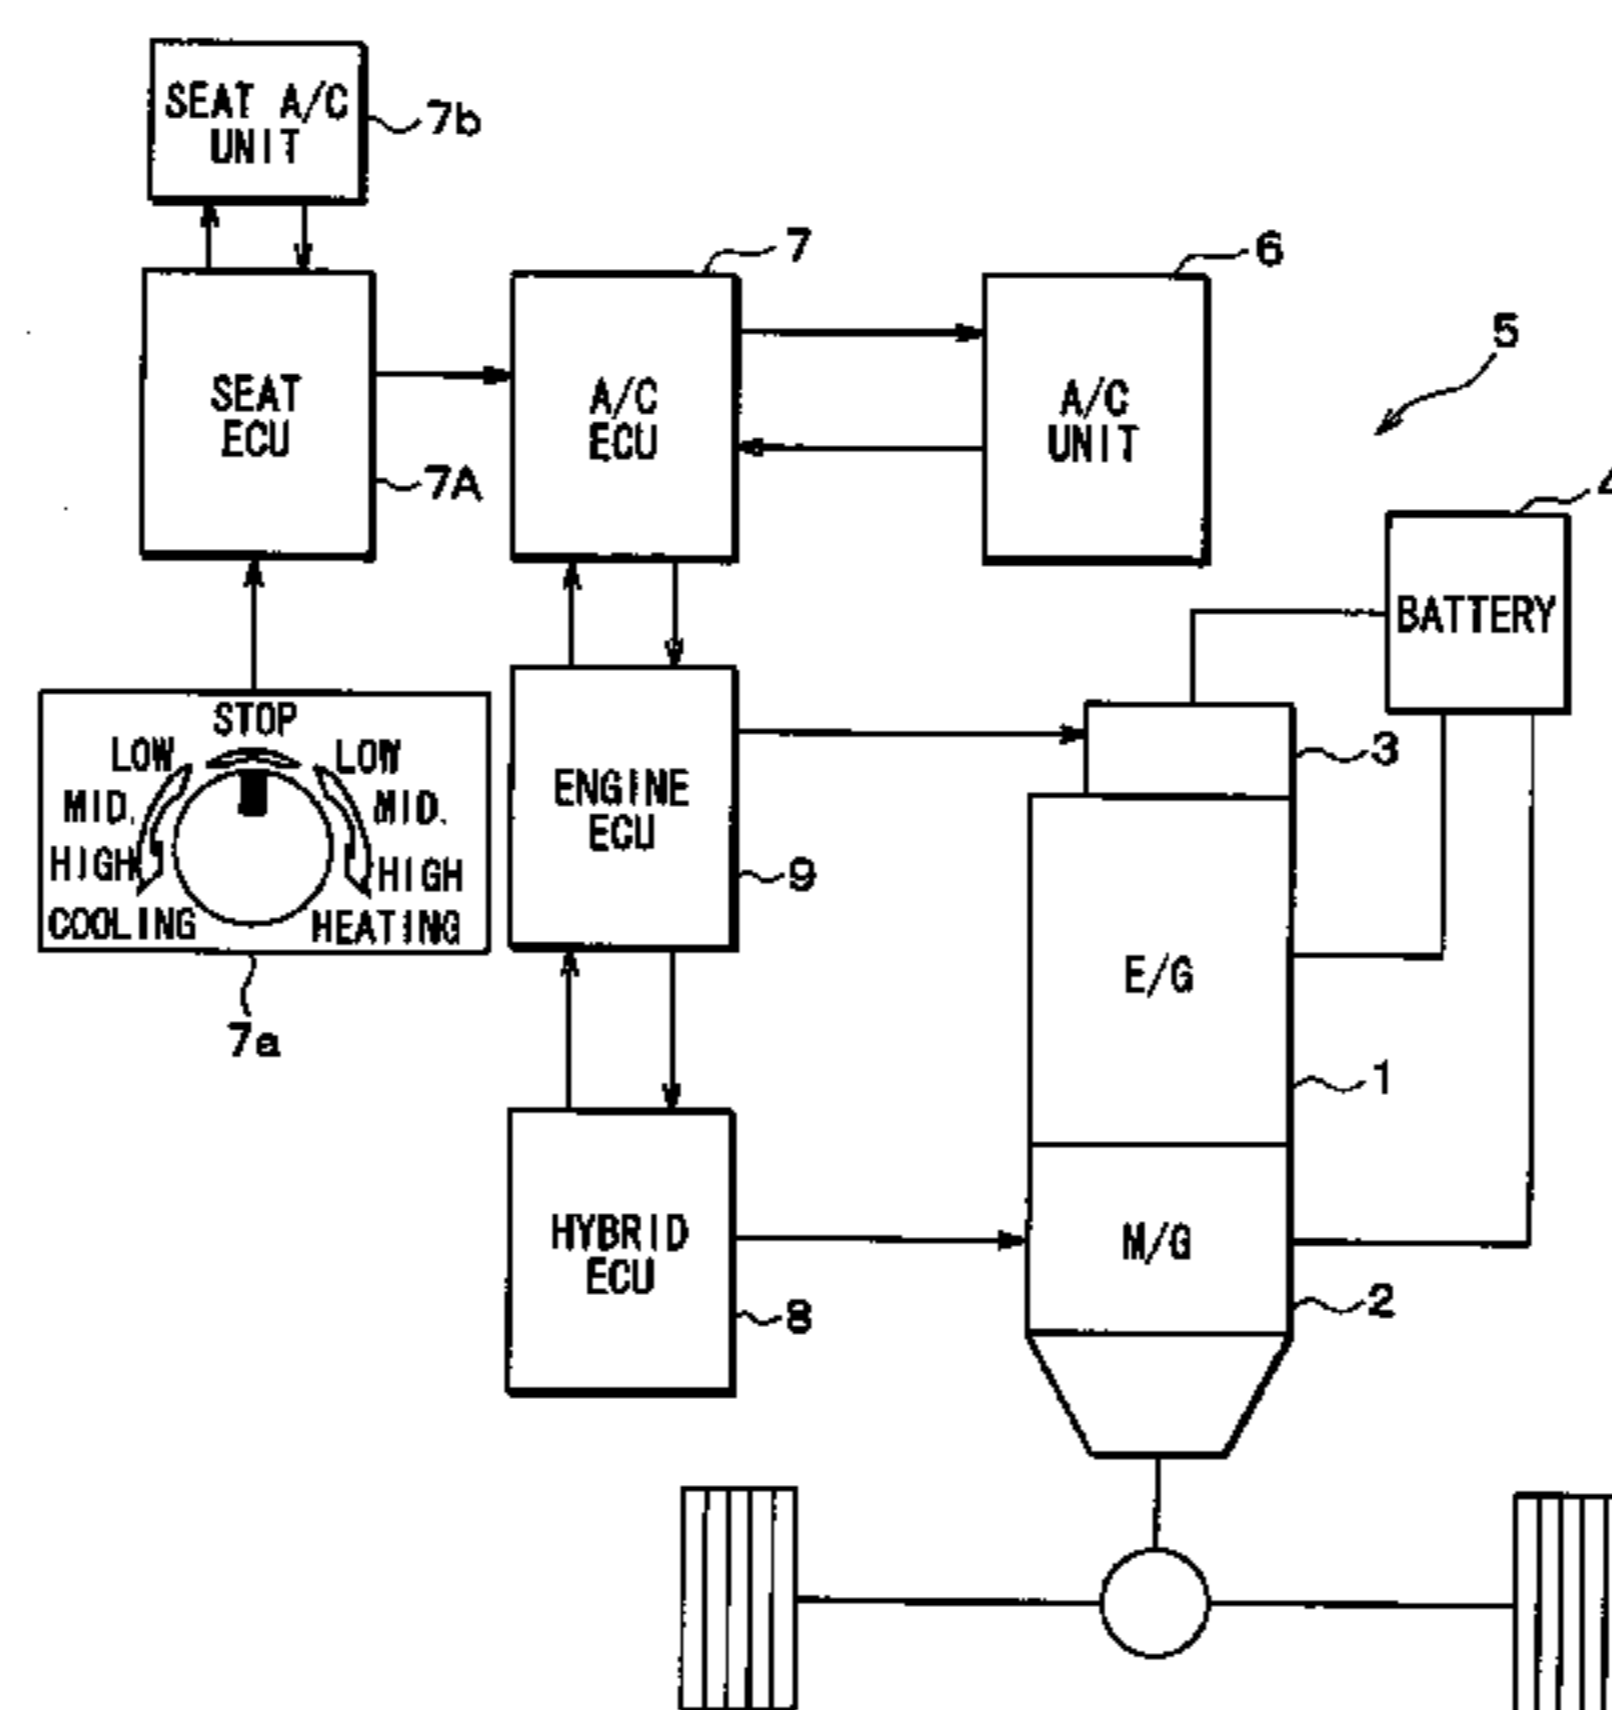 SEAT A/C
UNIT
7b
7
6
5
SEAT
ECU
7A
A/C
ECU
A/C
UNIT
4
BATTERY
STOP
LOW
LOW
MID.
MID.
HIGH
HIGH
COOLING
HEATING
7a
ENGINE
ECU
9
3
E/G
1
HYBRID
ECU
8
M/G
2